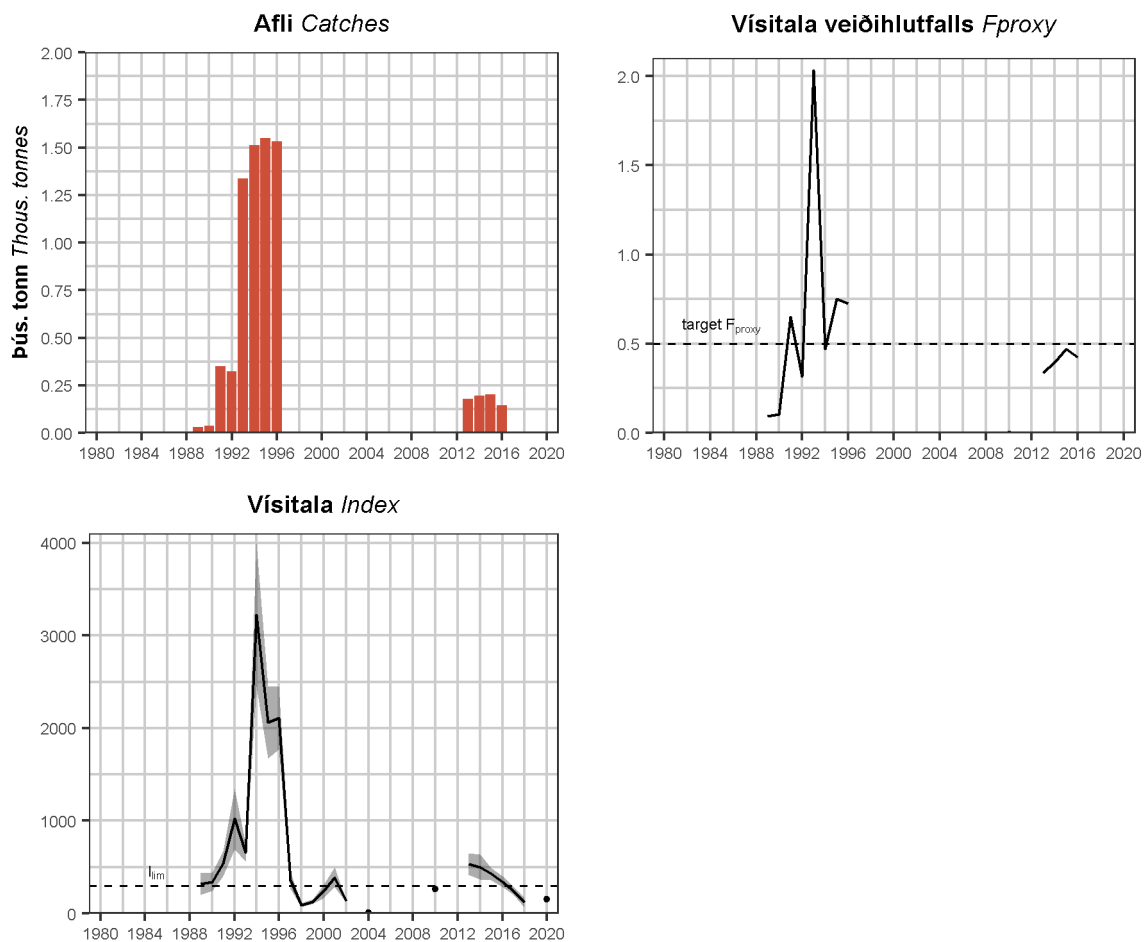 Afli Catches
Þús. tonn Thous. tonnes
2.00
1.75
1.50
1.25
1.00
0.75
0.50
0.25
0.00
1980 1984 1988 1992 1996 2000 2004 2008 2012 2016 2020
Vísitala veiðihlutfalls Fproxy
2.0
1.5
1.0
0.5
0.0
target Fproxy
1980 1984 1988 1992 1996 2000 2004 2008 2012 2016 2020
Vísitala Index
4000
3000
2000
1000
0
Ilim
1980 1984 1988 1992 1996 2000 2004 2008 2012 2016 2020